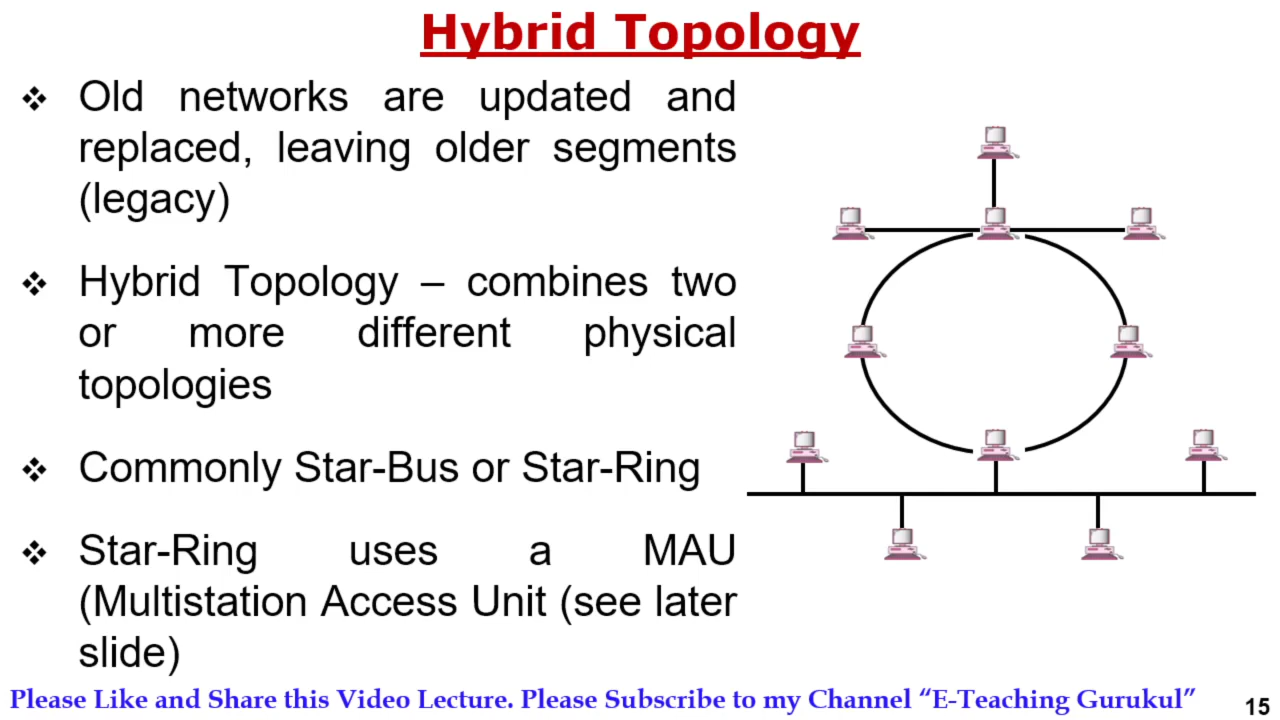 Hybrid Topology
❖ Old networks are updated and
replaced, leaving older segments
(legacy)
❖ Hybrid Topology – combines two
or more different physical
topologies
❖ Commonly Star-Bus or Star-Ring
❖ Star-Ring uses a MAU
(Multistation Access Unit (see later
slide)
Please Like and Share this Video Lecture. Please Subscribe to my Channel “E-Teaching Gurukul”
15